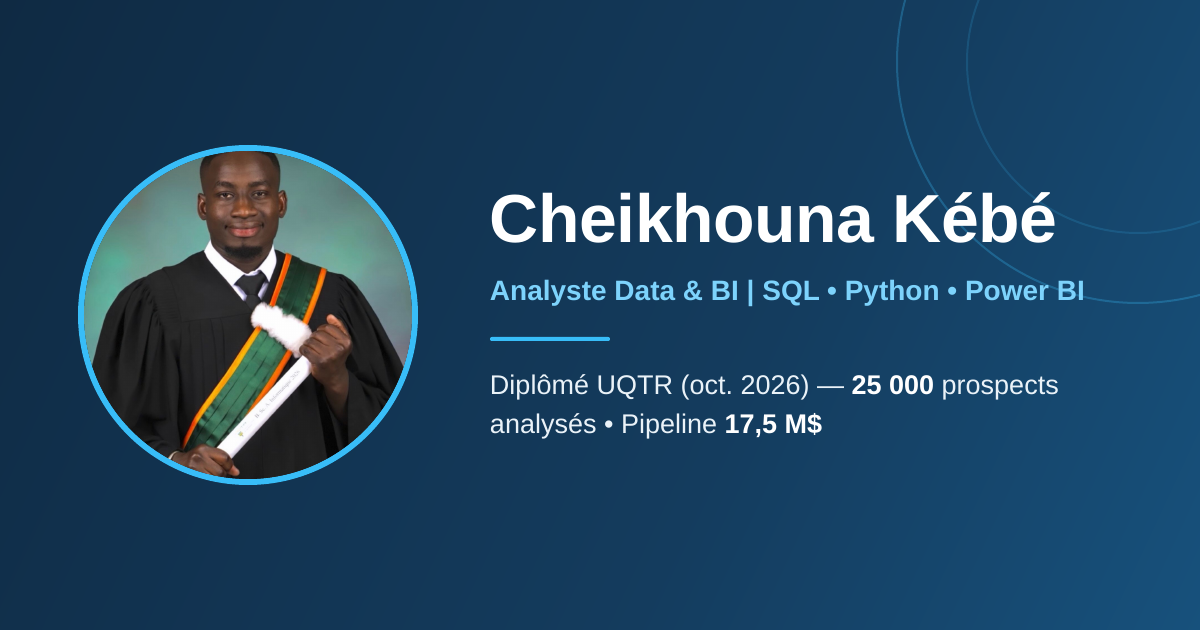 Cheikhouna Kébé
Analyste Data & BI | SQL • Python • Power BI
Diplômé UQTR (oct. 2026) — 25 000 prospects
analysés • Pipeline 17,5 M$